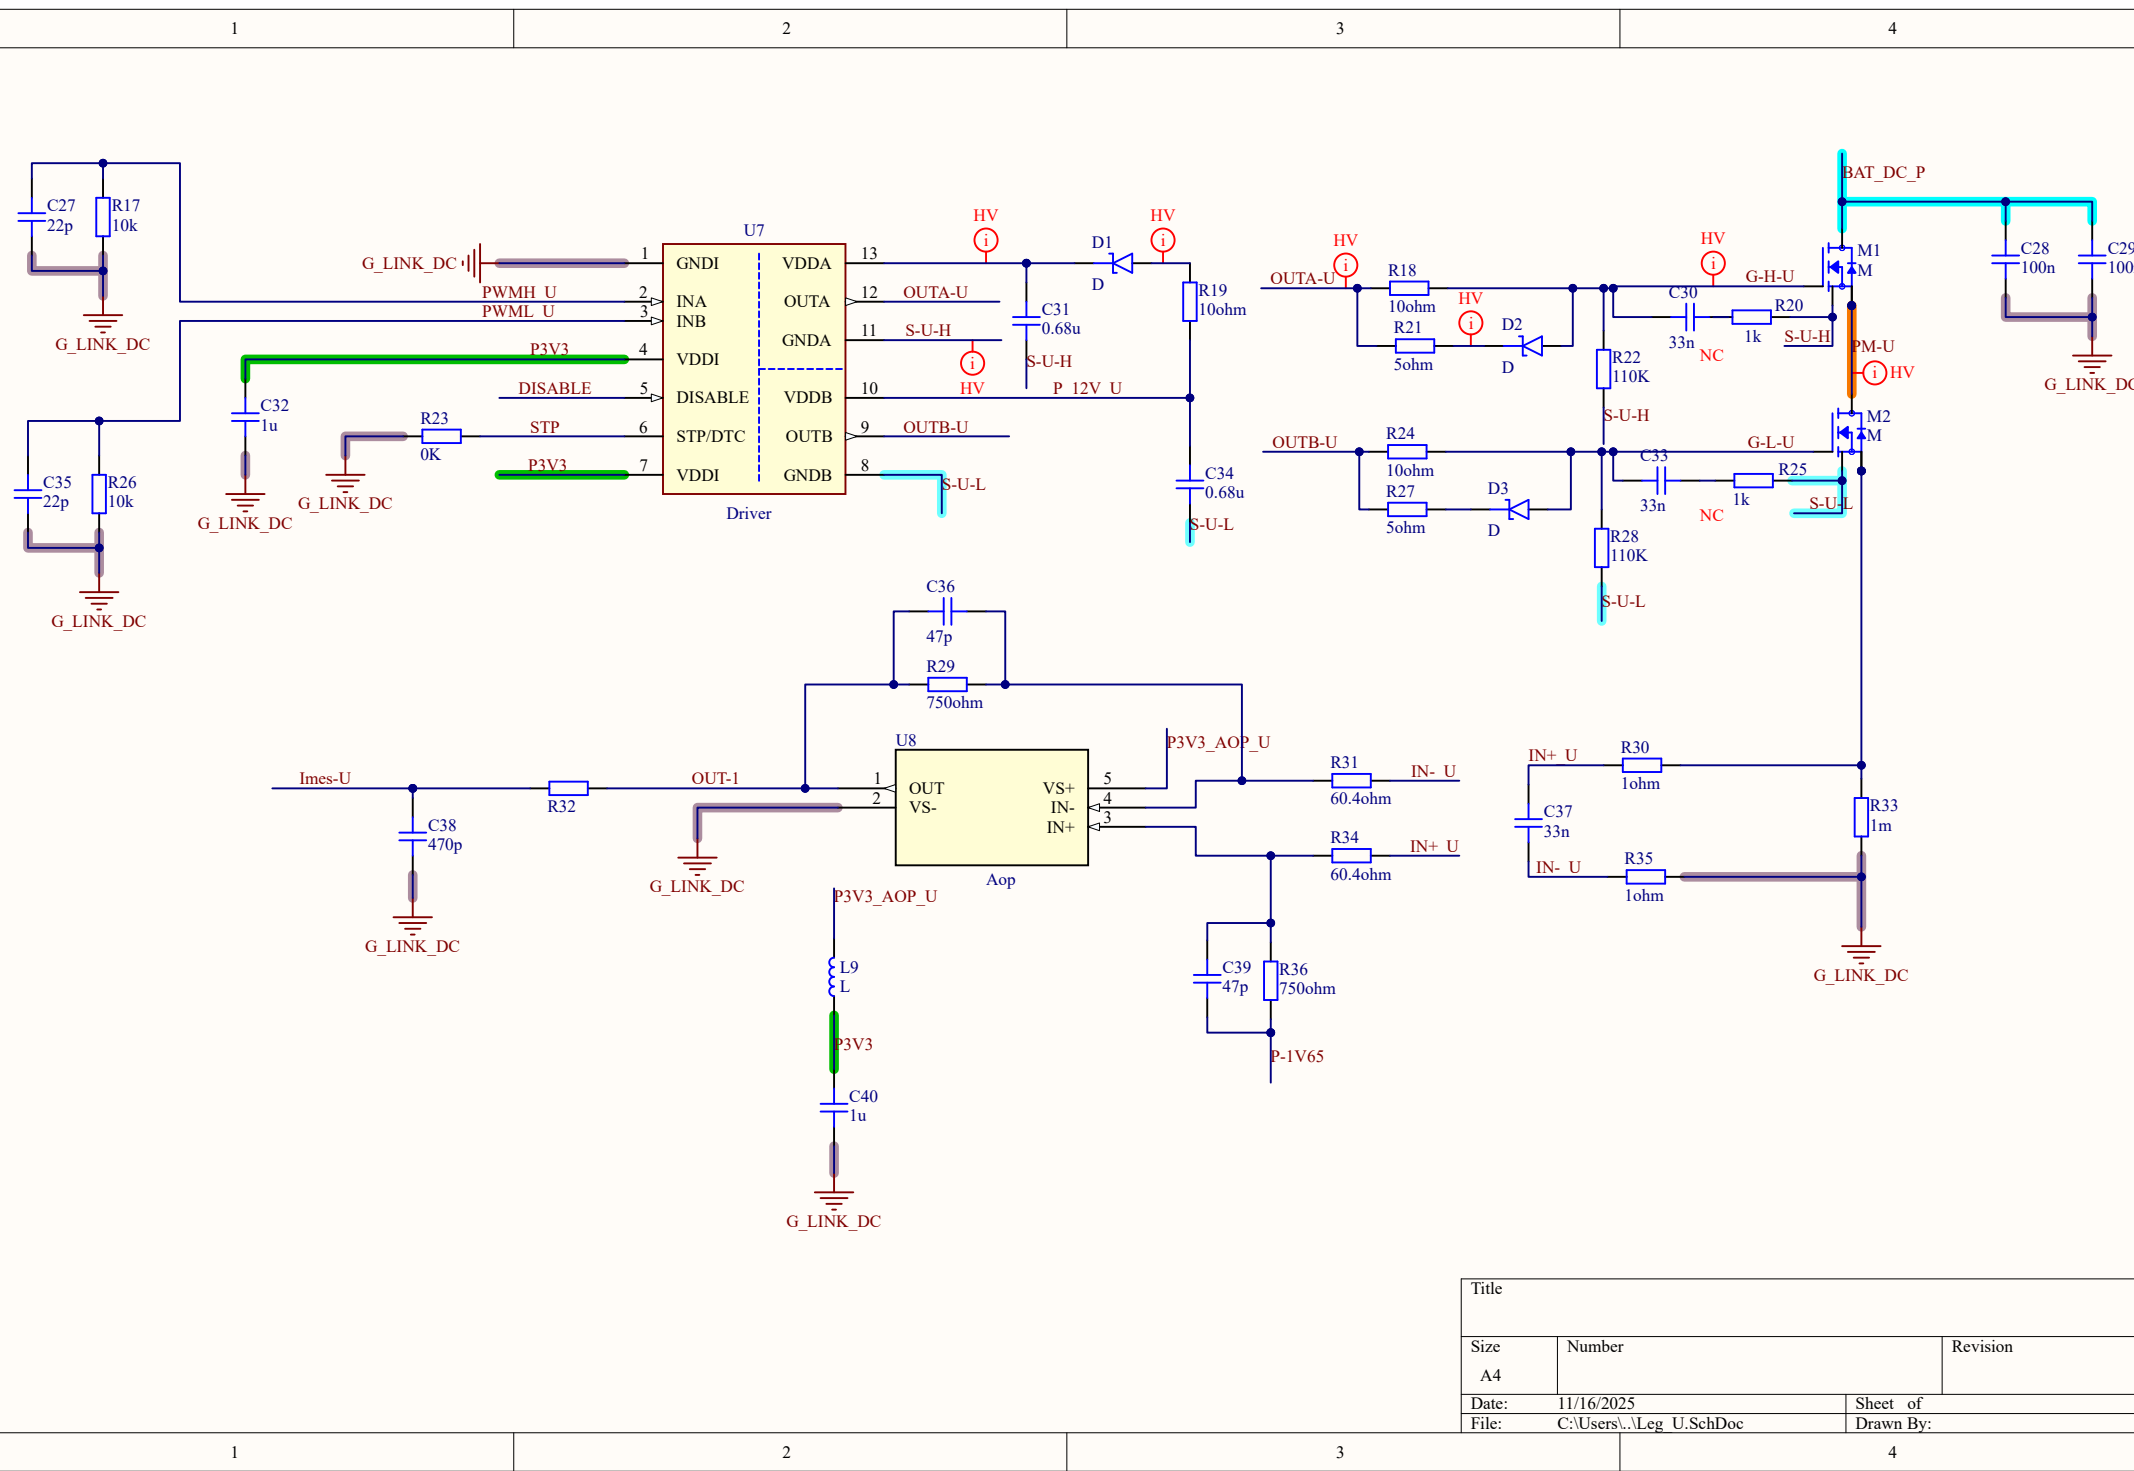 1 2 3 4
C27
22p
R17
10k
G_LINK_DC
PWMH_U
PWML_U
G_LINK_DC
P3V3
C32
1u
G_LINK_DC
DISABLE
R23
0K
STP
G_LINK_DC
P3V3
C35
22p
R26
10k
G_LINK_DC
U7
1 GNDI
2 INA
3 INB
4 VDDI
5 DISABLE
6 STP/DTC
7 VDDI
VDDA 13
OUTA 12
GNDA 11
VDDB 10
OUTB 9
GNDB 8
Driver
HV
i
OUTA-U
S-U-H
i
HV
OUTB-U
S-U-L
D1
D
HV
i
C31
0.68u
S-U-H
P_12V_U
R19
10ohm
C34
0.68u
S-U-L
HV
i
OUTA-U
R18
10ohm
R21
5ohm
HV
i
D2
D
R22
110K
S-U-H
HV
i
G-H-U
C30
33n
R20
1k
NC
S-U-H
BAT_DC_P
M1
M
C28
100n
C29
100
G_LINK_DC
PM-U
i HV
OUTB-U
R24
10ohm
R27
5ohm
D3
D
R28
110K
S-U-L
G-L-U
C33
33n
R25
1k
NC
S-U-L
M2
M
C36
47p
R29
750ohm
U8
1 OUT
2 VS-
VS+ 5
IN- 4
IN+ 3
Aop
Imes-U
R32
OUT-1
C38
470p
G_LINK_DC
G_LINK_DC
P3V3_AOP_U
R31
60.4ohm
IN-_U
R34
60.4ohm
IN+_U
C39
47p
R36
750ohm
P-1V65
P3V3_AOP_U
L9
L
P3V3
C40
1u
G_LINK_DC
IN+_U
R30
1ohm
C37
33n
IN-_U
R35
1ohm
R33
1m
G_LINK_DC
Title
Size
A4
Number
Revision
Date: 11/16/2025
Sheet of
File: C:\Users\..\Leg_U.SchDoc
Drawn By:
1 2 3 4